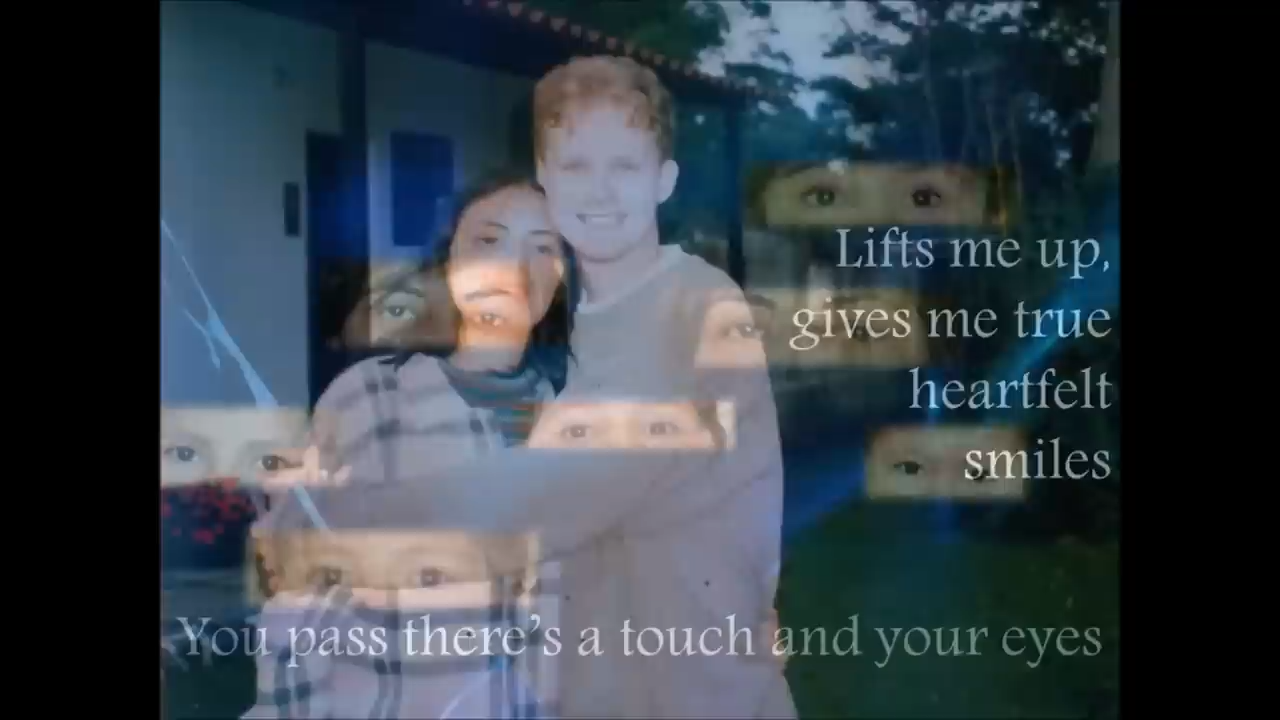 Lifts me up,
gives me true
heartfelt
smiles
You pass there's a touch and your eyes